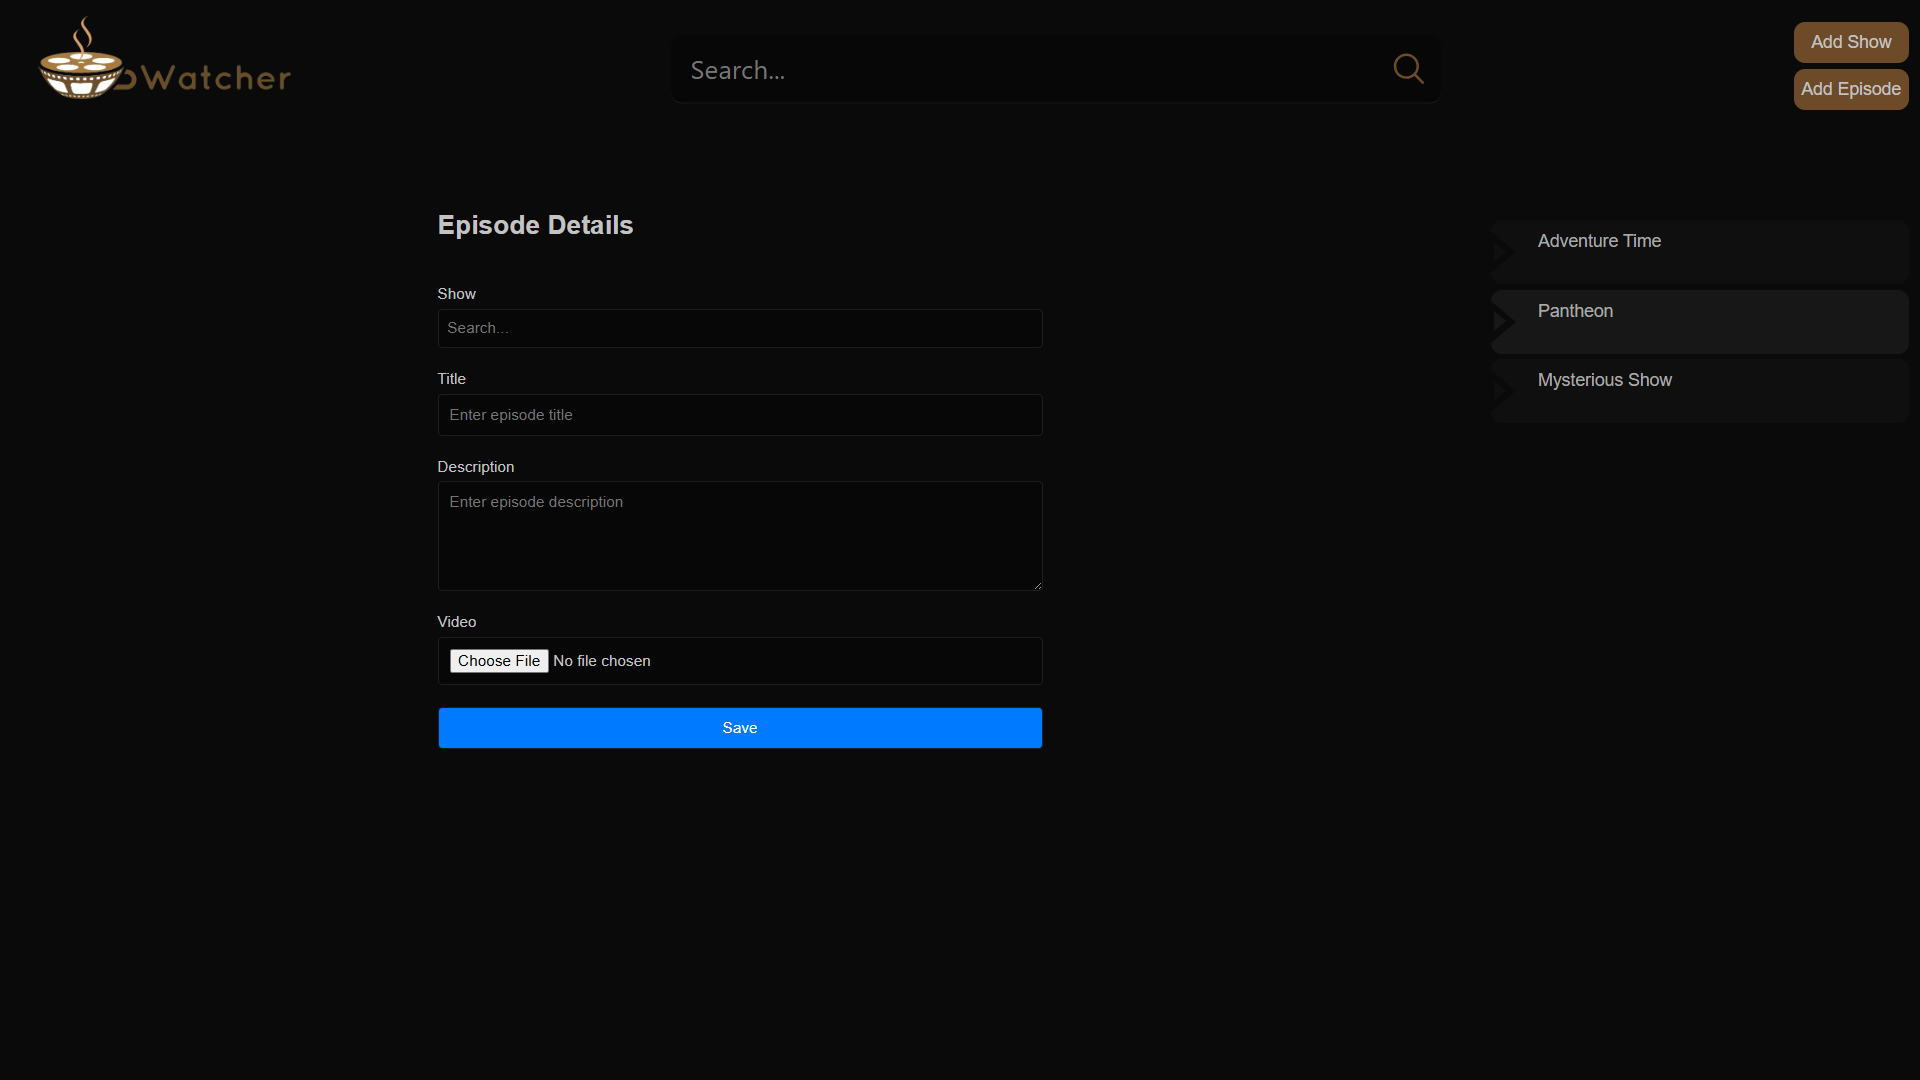 Watcher
Search...
Add Show
Add Episode
Episode Details
Show
Search...
Title
Enter episode title
Description
Enter episode description
Video
Choose File No file chosen
Save
Adventure Time
Pantheon
Mysterious Show